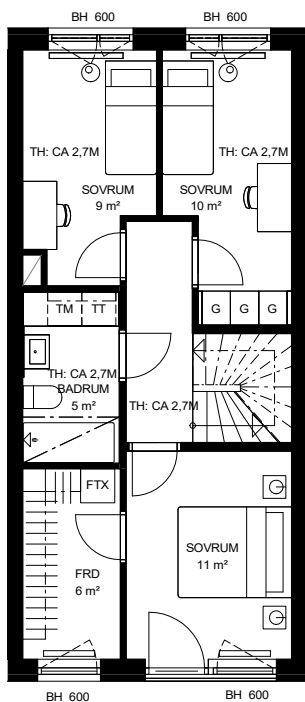 BH 600
BH 600
TH: CA 2,7M
TH: CA 2,7M
SOVRUM
9 m²
SOVRUM
10 m²
TM
TT
G
G
G
TH: CA 2,7M
BADRUM
5 m²
TH: CA 2,7M
FTX
SOVRUM
11 m²
FRD
6 m²
BH 600
BH 600